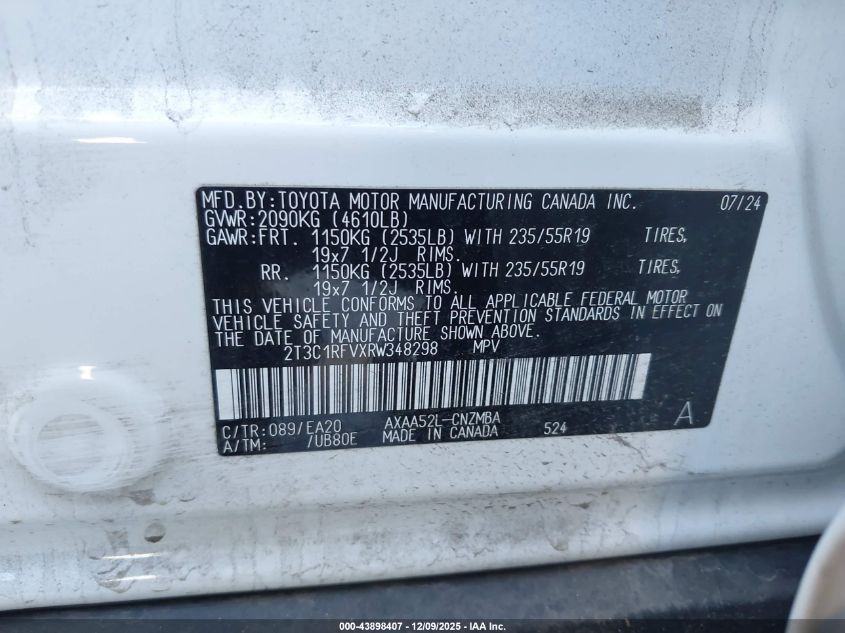 MFD.BY:TOYOTA MOTOR MANUFACTURING CANADA INC. 07/24
GVWR:2090KG (4610LB)
GAWR:FRT. 1150KG (2535LB) WITH 235/55R19 TIRES,
19x7 1/2J RIMS.
RR. 1150KG (2535LB) WITH 235/55R19 TIRES,
19x7 1/2J RIMS.
THIS VEHICLE CONFORMS TO ALL APPLICABLE FEDERAL MOTOR
VEHICLE SAFETY AND THEFT PREVENTION STANDARDS IN EFFECT ON
THE DATE OF MANUFACTURE SHOWN ABOVE.
2T3C1RFVXRW348298 MPV
C/TR:089/EA20 AXAA52L-CNZMBA 524 A
A/TM: /UB80E MADE IN CANADA
000-43898407 - 12/09/2025 - IAA Inc.